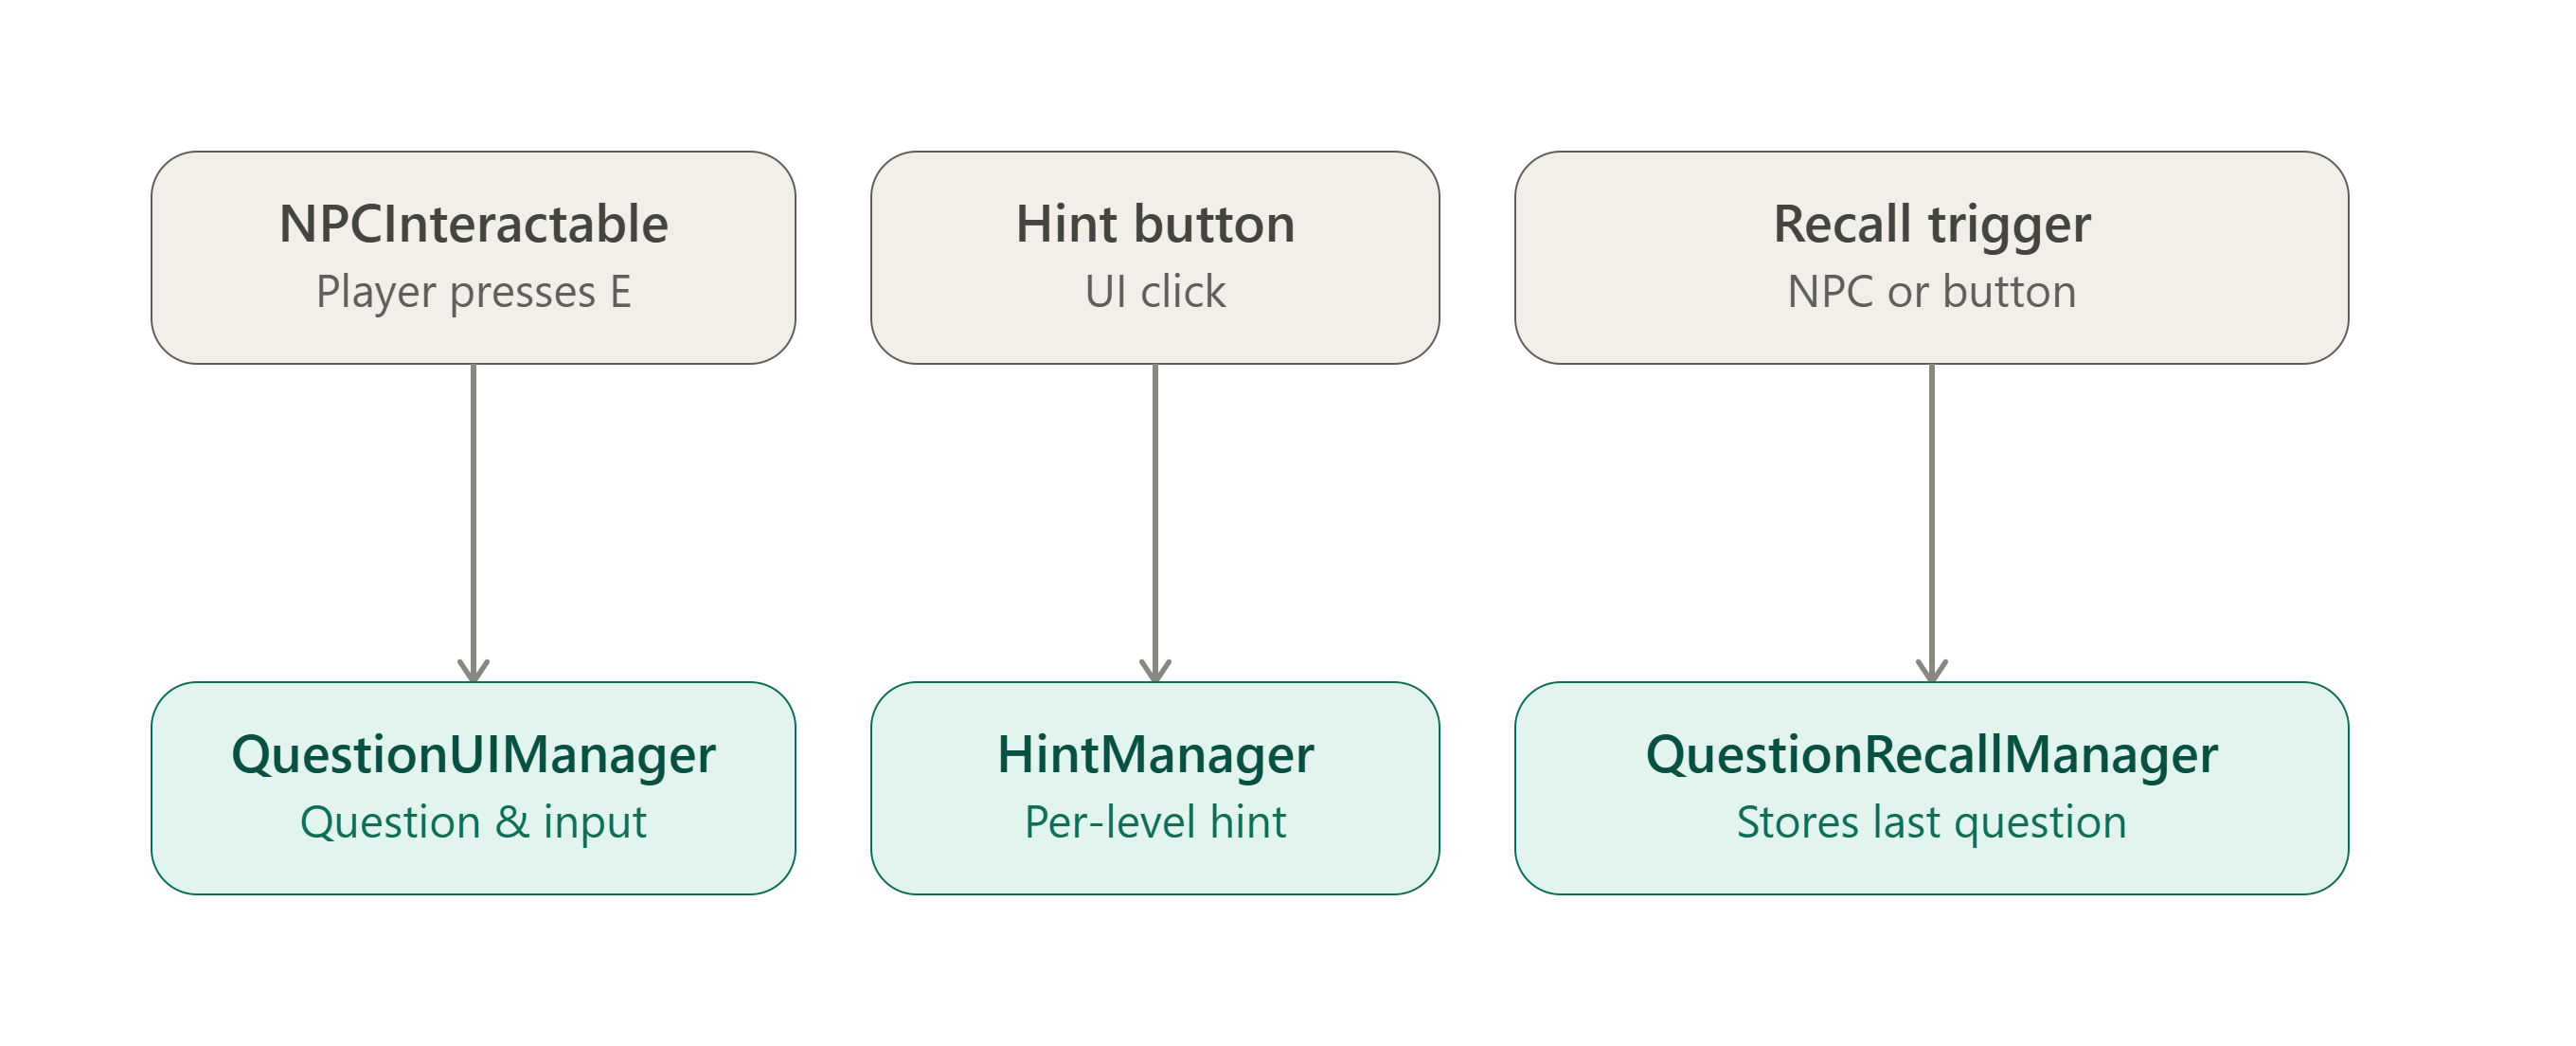 NPCInteractable
Player presses E
Hint button
UI click
Recall trigger
NPC or button
QuestionUIManager
Question & input
HintManager
Per-level hint
QuestionRecallManager
Stores last question